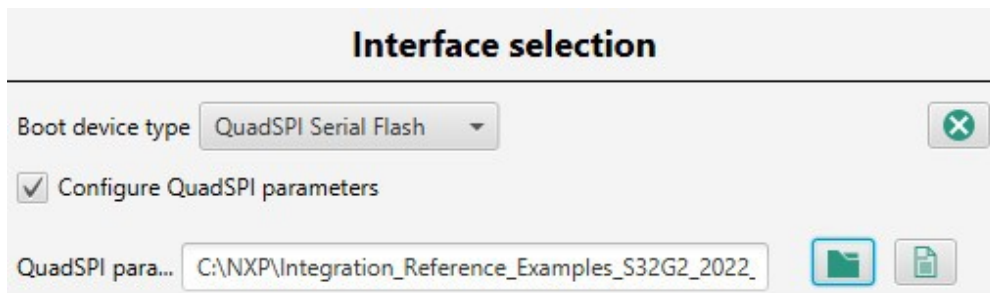 Interface selection
Boot device type QuadSPI Serial Flash
Configure QuadSPI parameters
QuadSPI para... C:\NXP\Integration_Reference_Examples_S32G2_2022_